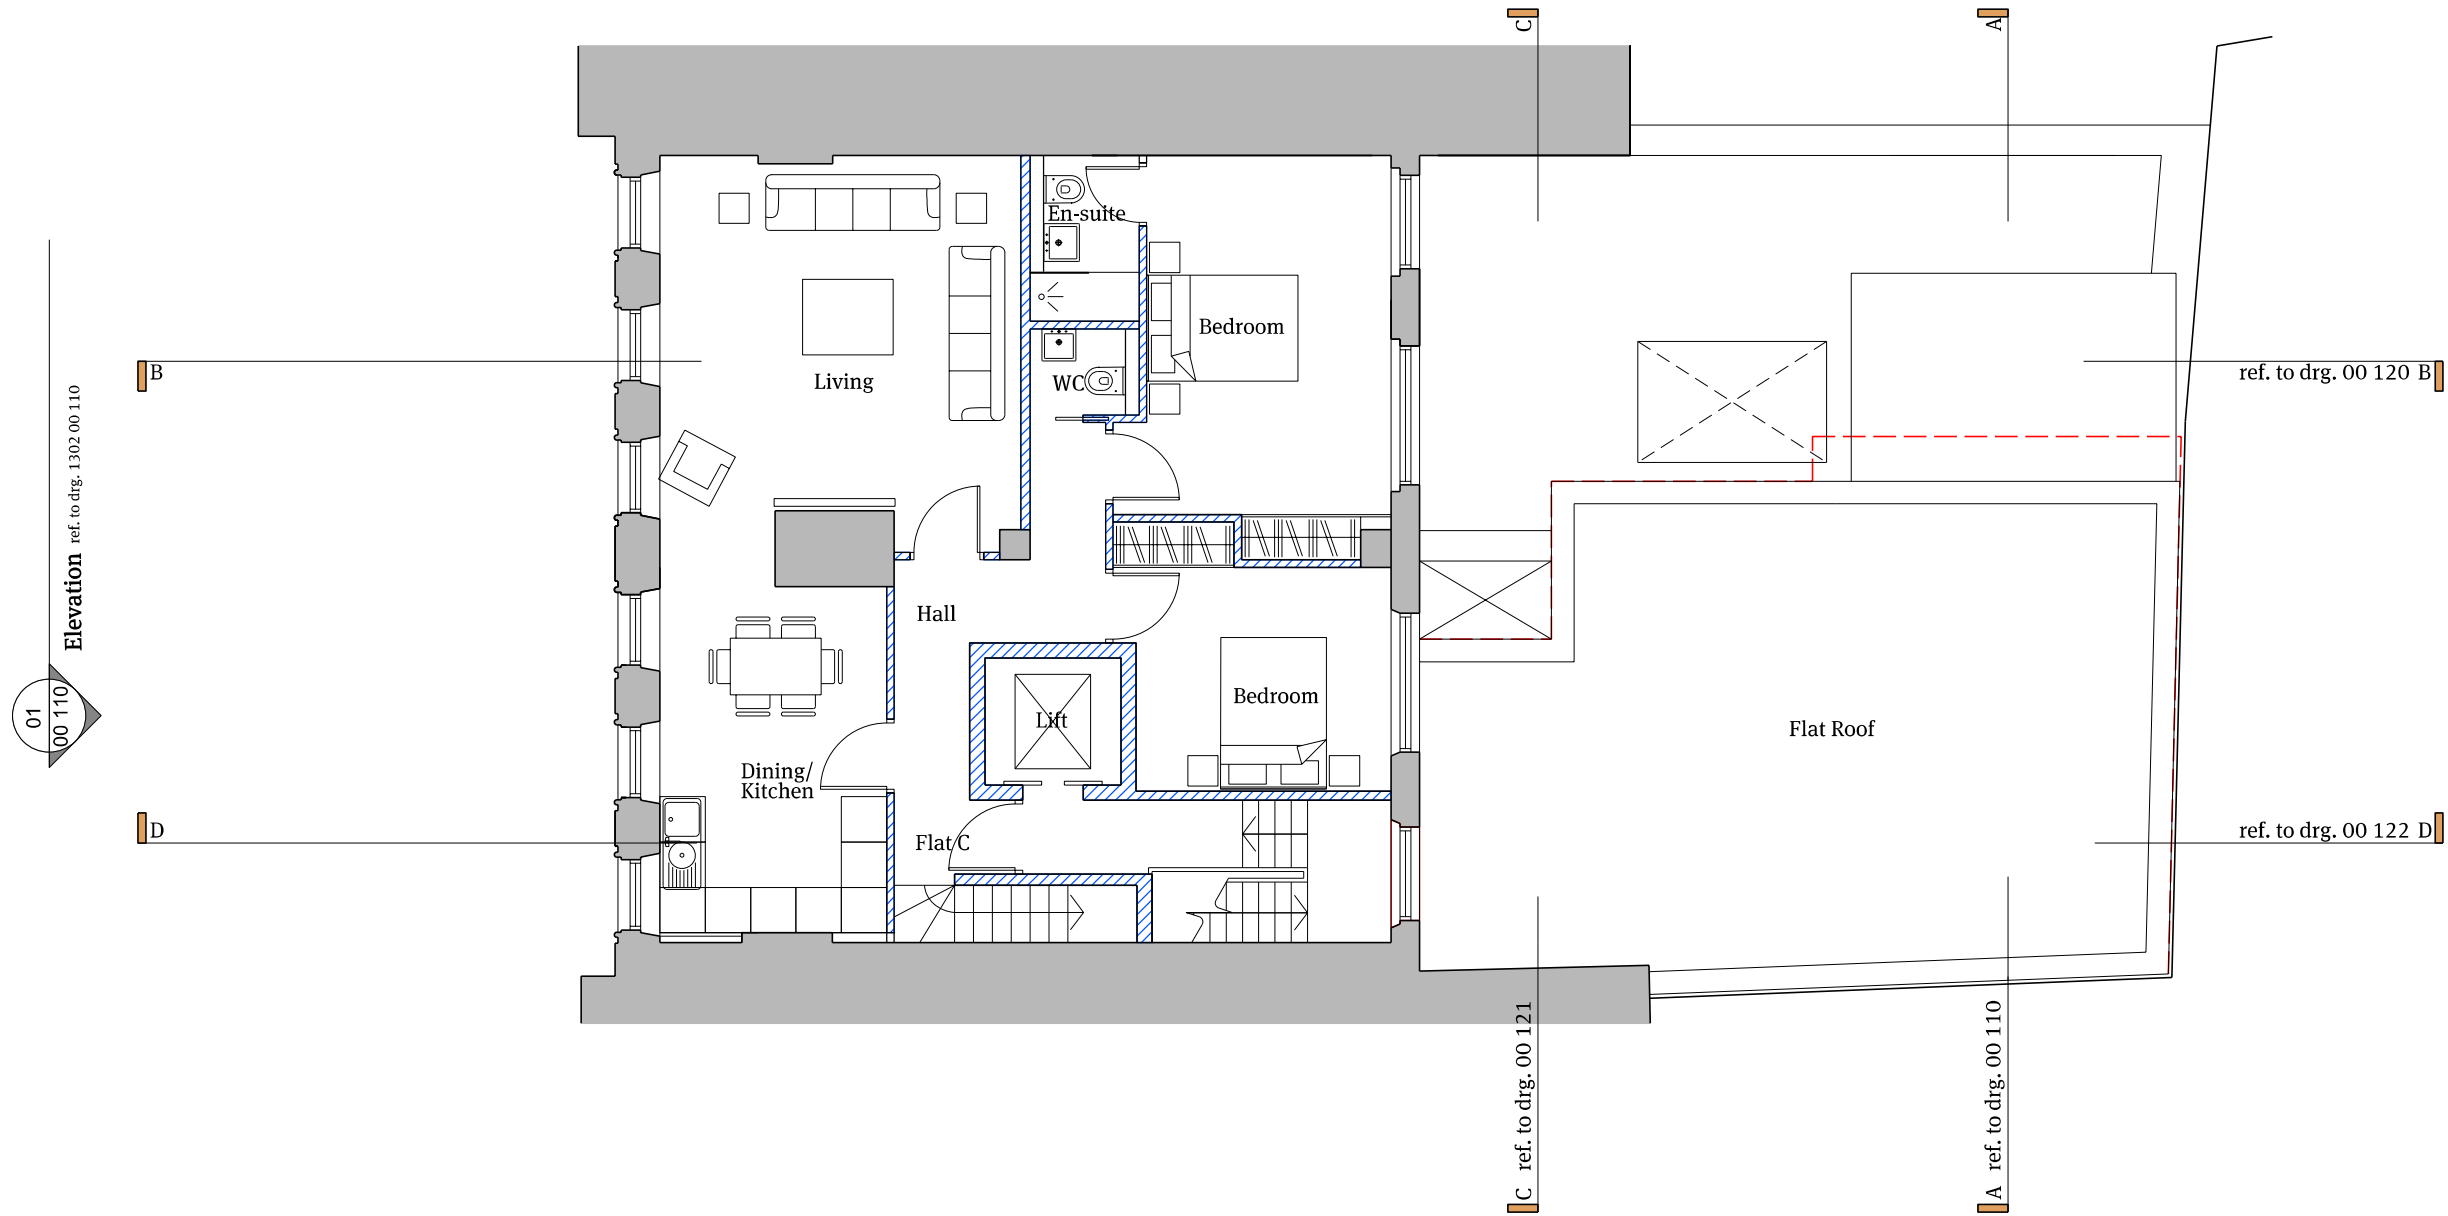 C
A
En-suite
Bedroom
B
ref. to drg. 00 120 B
Living
WC
Elevation ref. to drg. 1302 00 110
01
00 110
Hall
Bedroom
Lift
Flat Roof
Dining/
Kitchen
Flat C
D
ref. to drg. 00 122 D
C ref. to drg. 00 121
A ref. to drg. 00 110